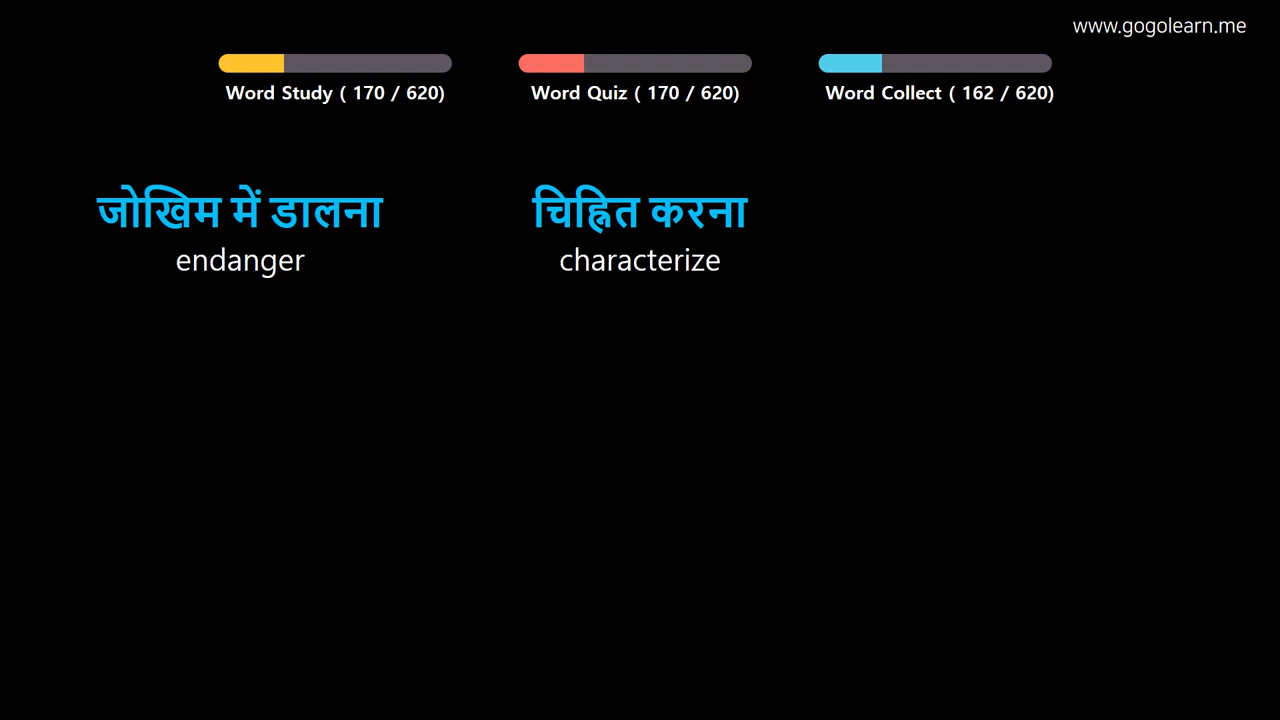 www.gogolearn.me
Word Study ( 170 / 620)
Word Quiz ( 170 / 620)
Word Collect ( 162 / 620)
जोखिम में डालना
चिह्नित करना
endanger
characterize